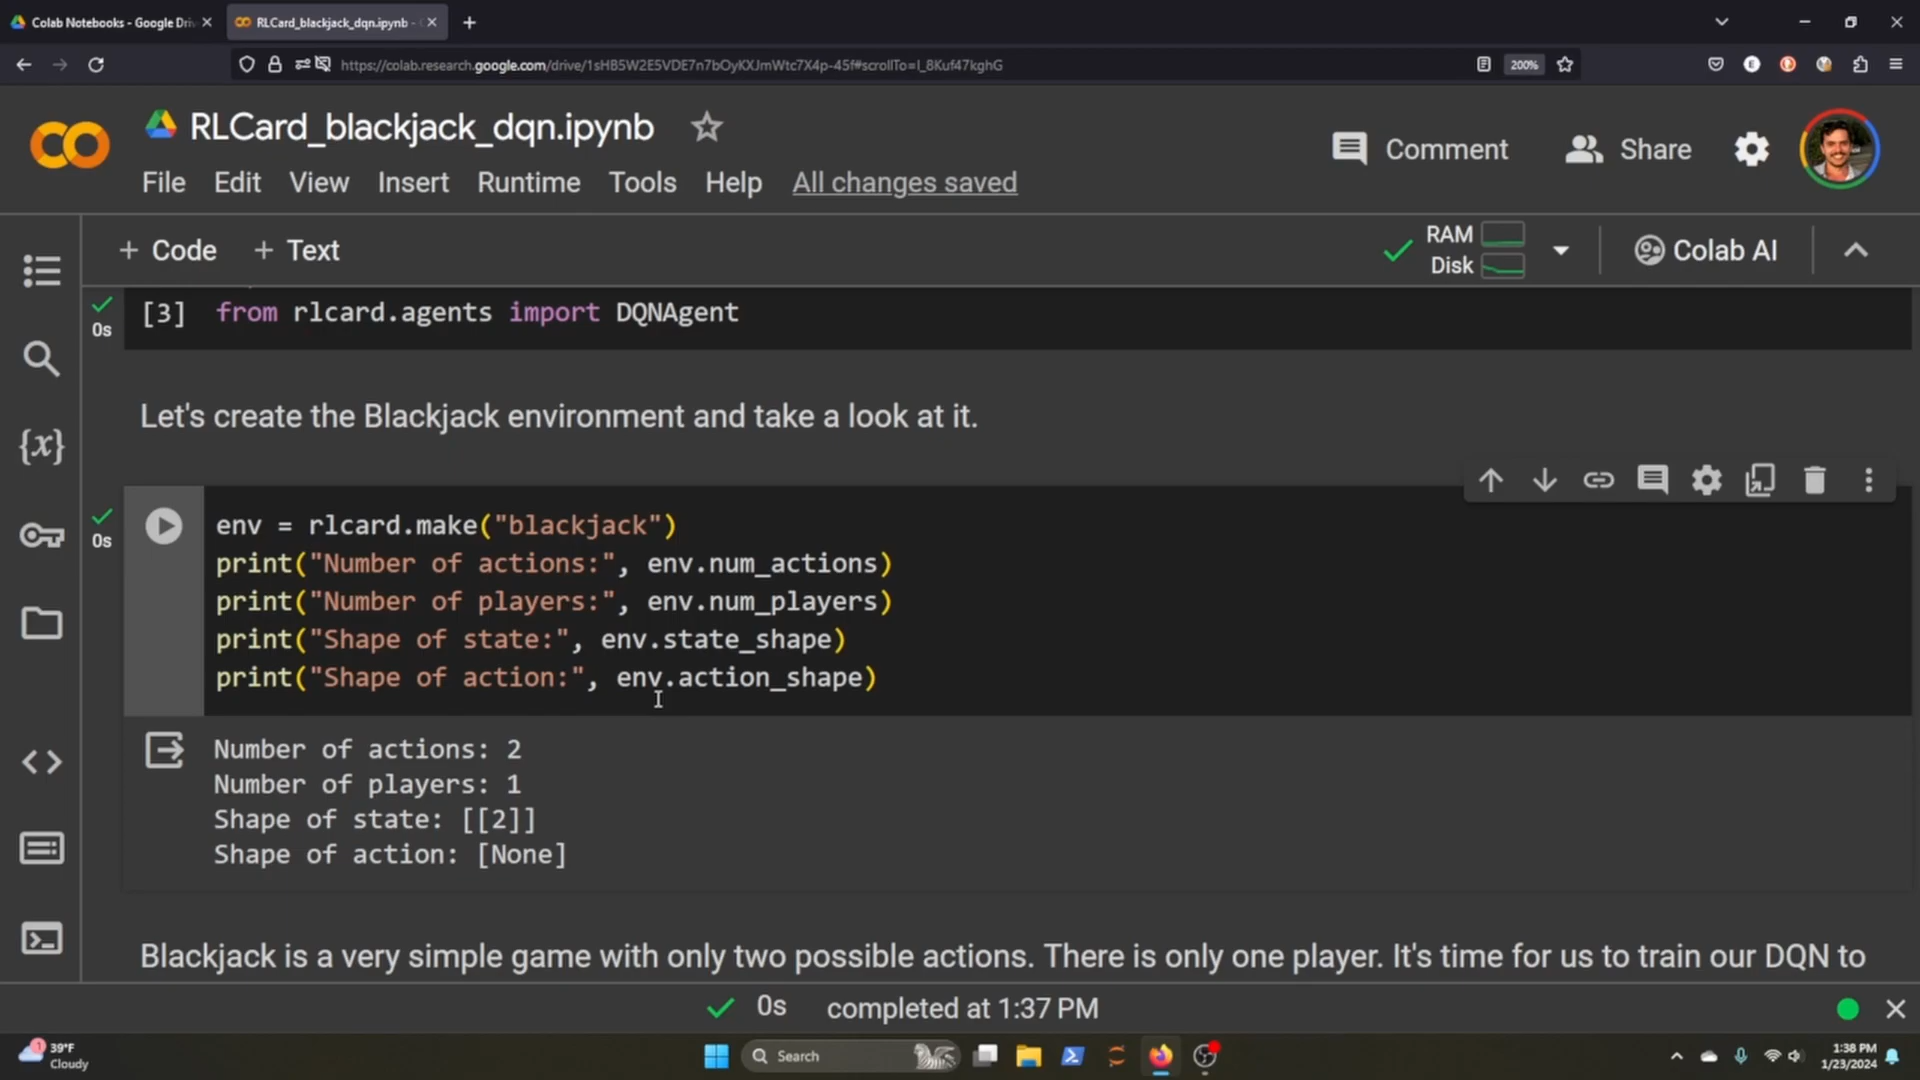 Colab Notebooks - Google Driv
RLCard_blackjack_dqn.ipynb -
https://colab.research.google.com/drive/1sHB5W2E5VDE7n7bOyKXJmWtc7X4p-45f#scrollTo=I_8Kuf47kghG
200%
RLCard_blackjack_dqn.ipynb
Comment
Share
File Edit View Insert Runtime Tools Help All changes saved
+ Code + Text
RAM
Disk
Colab AI
0s
[3] from rlcard.agents import DQNAgent
Let's create the Blackjack environment and take a look at it.
0s
env = rlcard.make("blackjack")
print("Number of actions:", env.num_actions)
print("Number of players:", env.num_players)
print("Shape of state:", env.state_shape)
print("Shape of action:", env.action_shape)
Number of actions: 2
Number of players: 1
Shape of state: [[2]]
Shape of action: [None]
Blackjack is a very simple game with only two possible actions. There is only one player. It's time for us to train our DQN to
0s completed at 1:37 PM
1
39°F
Cloudy
Search
1:38 PM
1/23/2024